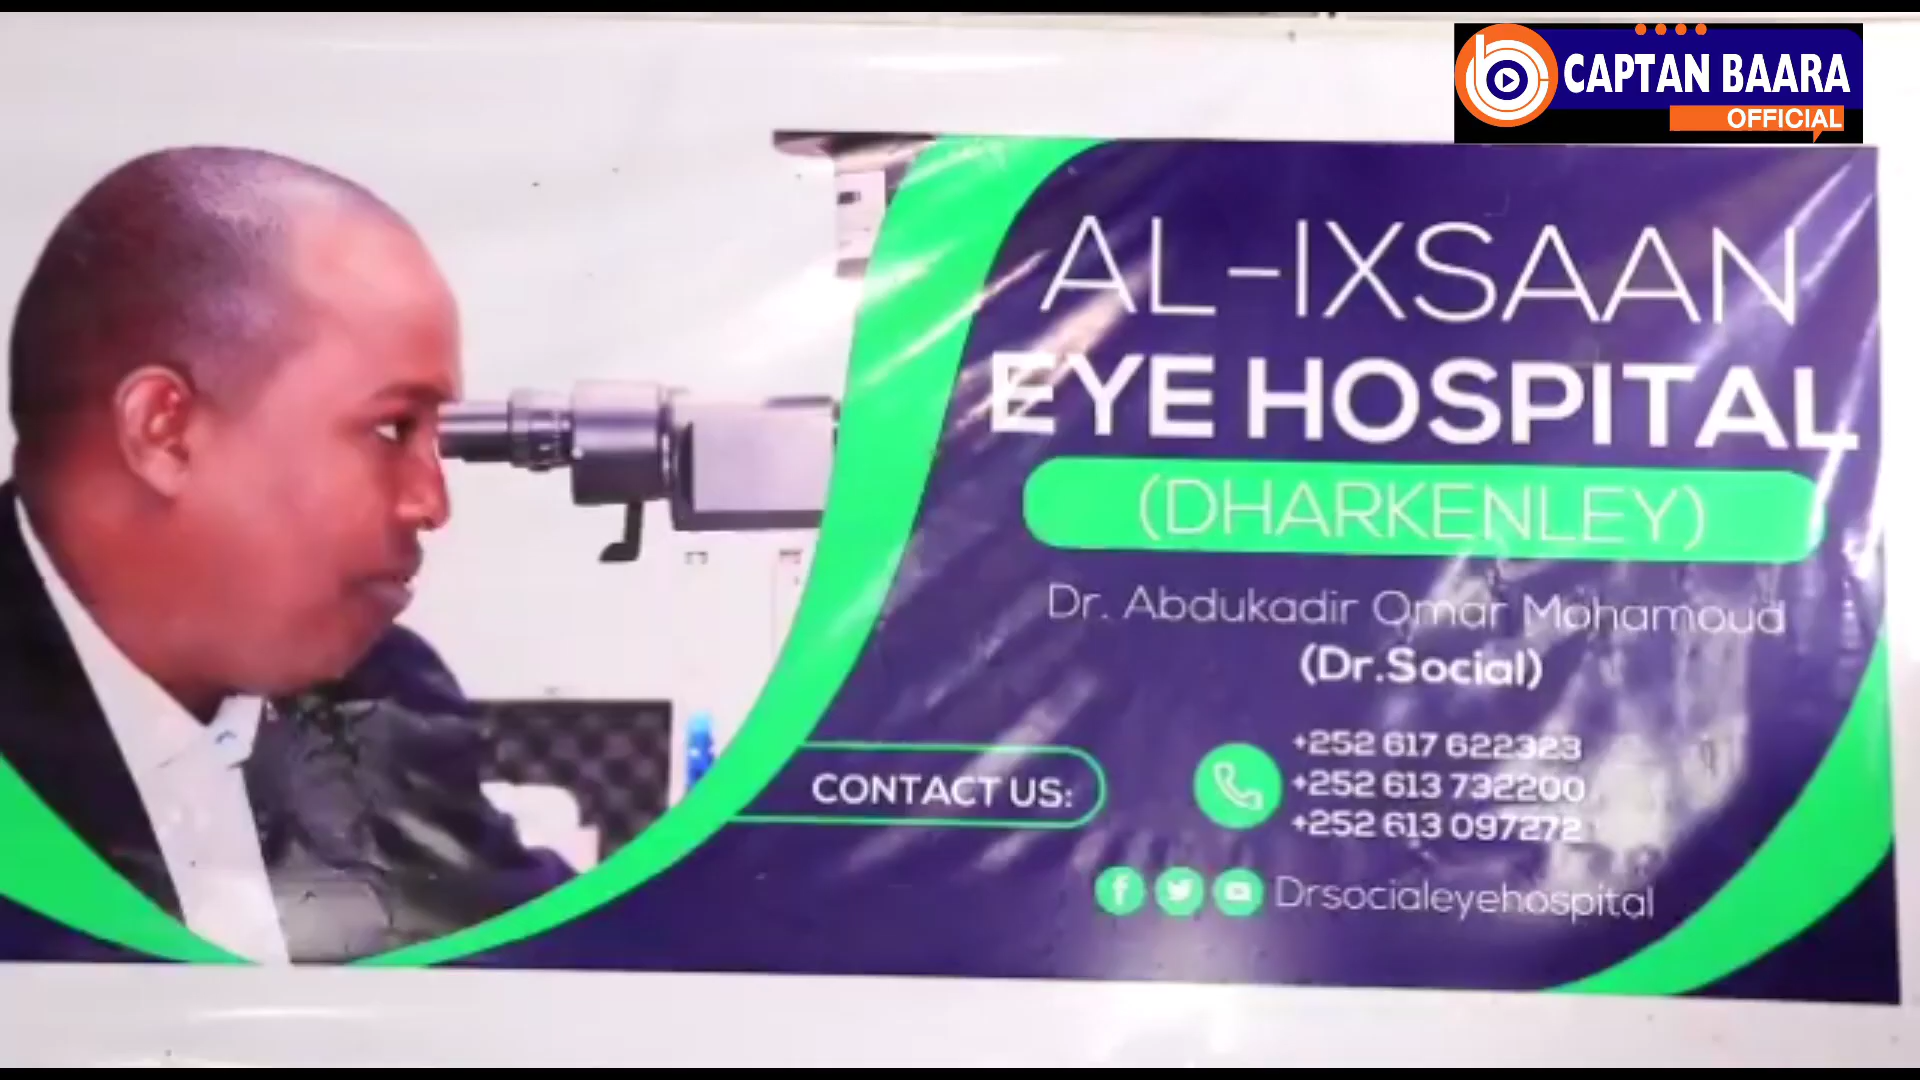 CAPTAN BAARA
OFFICIAL
AL-IXSAAN
EYE HOSPITAL
(DHARKENLEY)
Dr. Abdukadir Omar Mohamoud
(Dr.Social)
CONTACT US:
+252 617 622323
+252 613 732200
+252 613 097272
Drsocialeyehospital